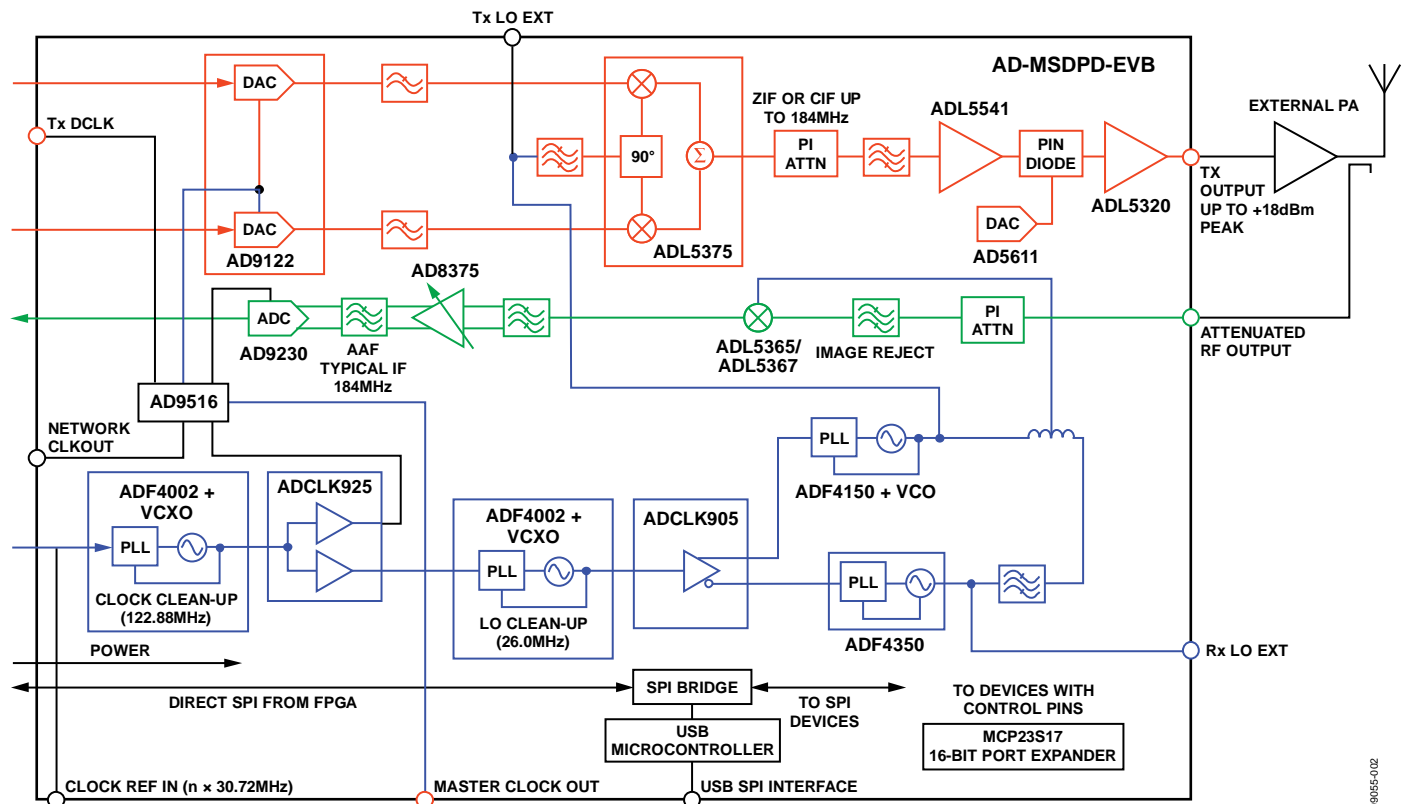 Tx LO EXT
AD-MSDPD-EVB
DAC
ZIF OR CIF UP
TO 184MHz
ADL5541
EXTERNAL PA
Tx DCLK
90°
Σ
PI
ATTN
PIN
DIODE
TX
OUTPUT
UP TO +18dBm
PEAK
DAC
AD9122
ADL5375
DAC
AD5611
ADL5320
AD8375
ADC
AD9230
AAF
TYPICAL IF
184MHz
ADL5365/
ADL5367
IMAGE REJECT
PI
ATTN
ATTENUATED
RF OUTPUT
AD9516
NETWORK
CLKOUT
ADF4002 +
VCXO
PLL
CLOCK CLEAN-UP
(122.88MHz)
ADCLK925
ADF4002 +
VCXO
PLL
LO CLEAN-UP
(26.0MHz)
ADCLK905
PLL
ADF4150 + VCO
PLL
ADF4350
Rx LO EXT
POWER
DIRECT SPI FROM FPGA
SPI BRIDGE
TO SPI
DEVICES
USB
MICROCONTROLLER
TO DEVICES WITH
CONTROL PINS
MCP23S17
16-BIT PORT EXPANDER
CLOCK REF IN (n × 30.72MHz)
MASTER CLOCK OUT
USB SPI INTERFACE
9055-002